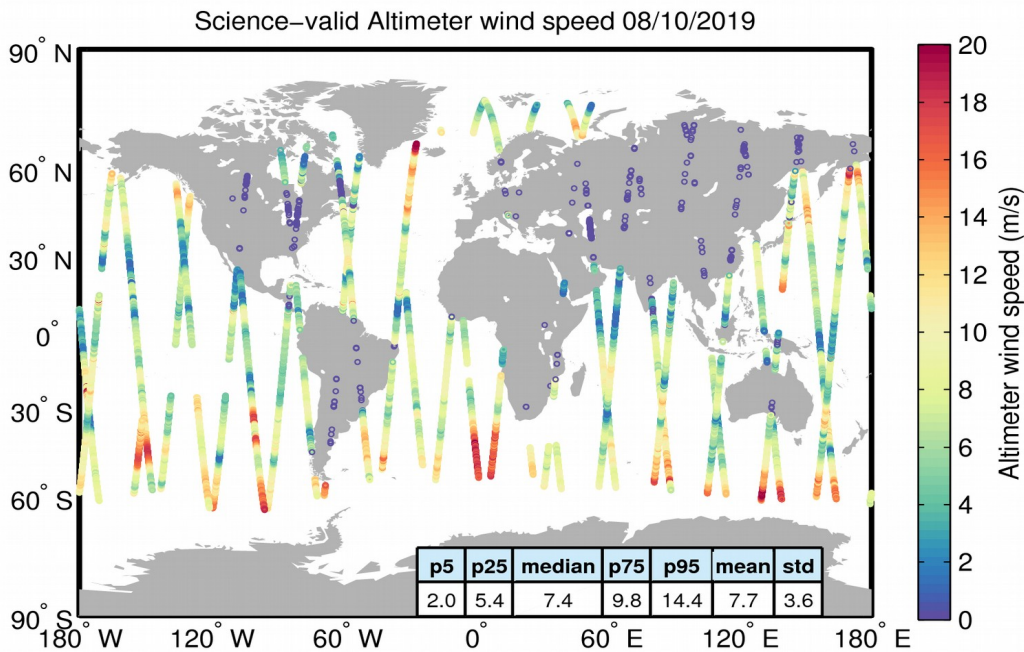 Science−valid Altimeter wind speed 08/10/2019
90° N
60° N
30° N
0°
30° S
60° S
90° S
180° W
120° W
60° W
0°
60° E
120° E
180° E
p5 p25 median p75 p95 mean std
2.0 5.4 7.4 9.8 14.4 7.7 3.6
20
18
16
14
12
10
8
6
4
2
0
Altimeter wind speed (m/s)